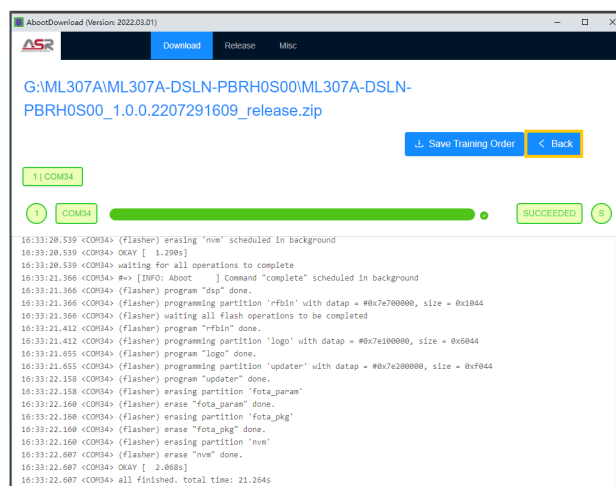 AbootDownload (Version: 2022.03.01)
ASR Download Release Misc
G:\ML307A\ML307A-DSLN-PBRH0S00\ML307A-DSLN-
PBRH0S00_1.0.0.2207291609_release.zip
Save Training Order < Back
1 | COM34
1 COM34 SUCCEEDED S
16:33:20.539 <COM34> (flasher) erasing 'nvm' scheduled in background
16:33:20.539 <COM34> OKAY [  1.290s]
16:33:20.539 <COM34> waiting for all operations to complete
16:33:21.366 <COM34> #=> [INFO: Aboot     ] Command "complete" scheduled in background
16:33:21.366 <COM34> (flasher) program "dsp" done.
16:33:21.366 <COM34> (flasher) programming partition 'rfbin' with datap = #0x7e700000, size = 0x1044
16:33:21.366 <COM34> (flasher) waiting all flash operations to be completed
16:33:21.412 <COM34> (flasher) program "rfbin" done.
16:33:21.412 <COM34> (flasher) programming partition 'logo' with datap = #0x7e100000, size = 0x6044
16:33:21.655 <COM34> (flasher) program "logo" done.
16:33:21.655 <COM34> (flasher) programming partition 'updater' with datap = #0x7e200000, size = 0xf044
16:33:22.158 <COM34> (flasher) program "updater" done.
16:33:22.158 <COM34> (flasher) erasing partition 'fota_param'
16:33:22.160 <COM34> (flasher) erase "fota_param" done.
16:33:22.160 <COM34> (flasher) erasing partition 'fota_pkg'
16:33:22.160 <COM34> (flasher) erase "fota_pkg" done.
16:33:22.160 <COM34> (flasher) erasing partition 'nvm'
16:33:22.607 <COM34> (flasher) erase "nvm" done.
16:33:22.607 <COM34> OKAY [  2.068s]
16:33:22.607 <COM34> all finished. total time: 21.264s